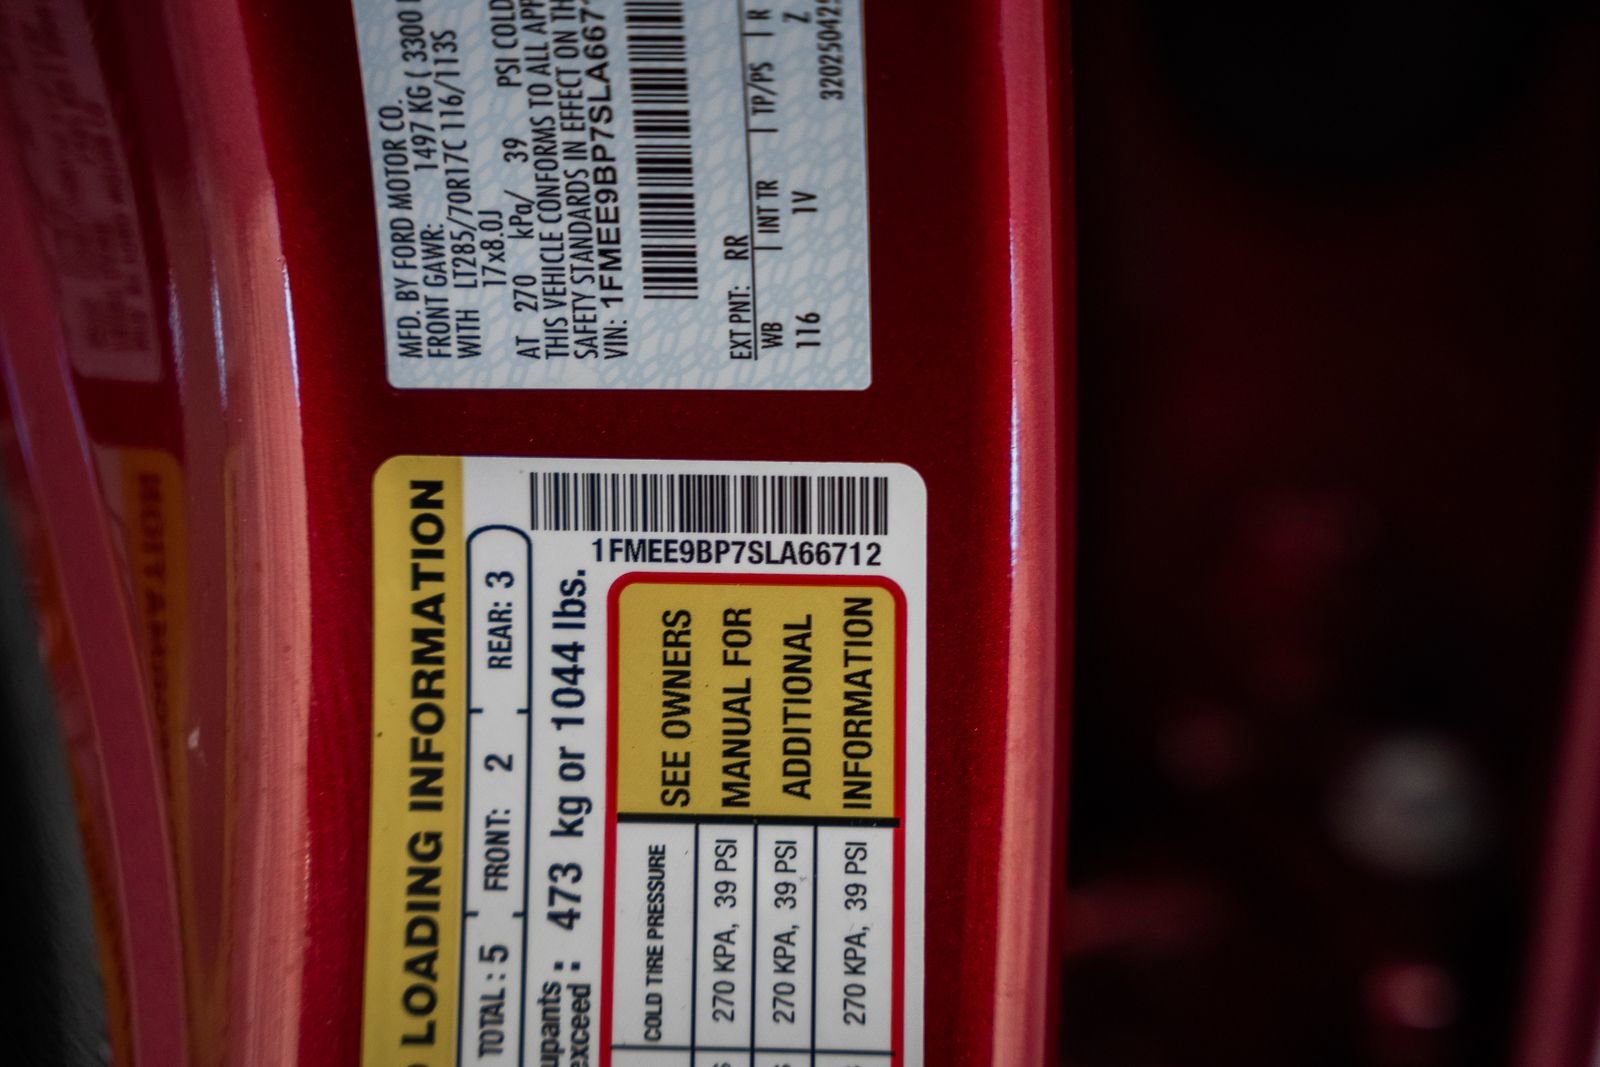 MFD. BY FORD MOTOR CO.
FRONT GAWR: 1497 KG ( 3300
WITH LT285/70R17C 116/113S
17x8.0J
AT 270 kPa/ 39 PSI COLD
THIS VEHICLE CONFORMS TO ALL APP
SAFETY STANDARDS IN EFFECT ON TH
VIN: 1FMEE9BP7SLA667
EXT PNT: RR
WB | INT TR | TP/PS | R
116 1V Z
32025042
LOADING INFORMATION
TOTAL : 5 FRONT: 2 REAR: 3
upants
exceed : 473 kg or 1044 lbs.
1FMEE9BP7SLA66712
COLD TIRE PRESSURE
270 KPA, 39 PSI
270 KPA, 39 PSI
270 KPA, 39 PSI
SEE OWNERS
MANUAL FOR
ADDITIONAL
INFORMATION